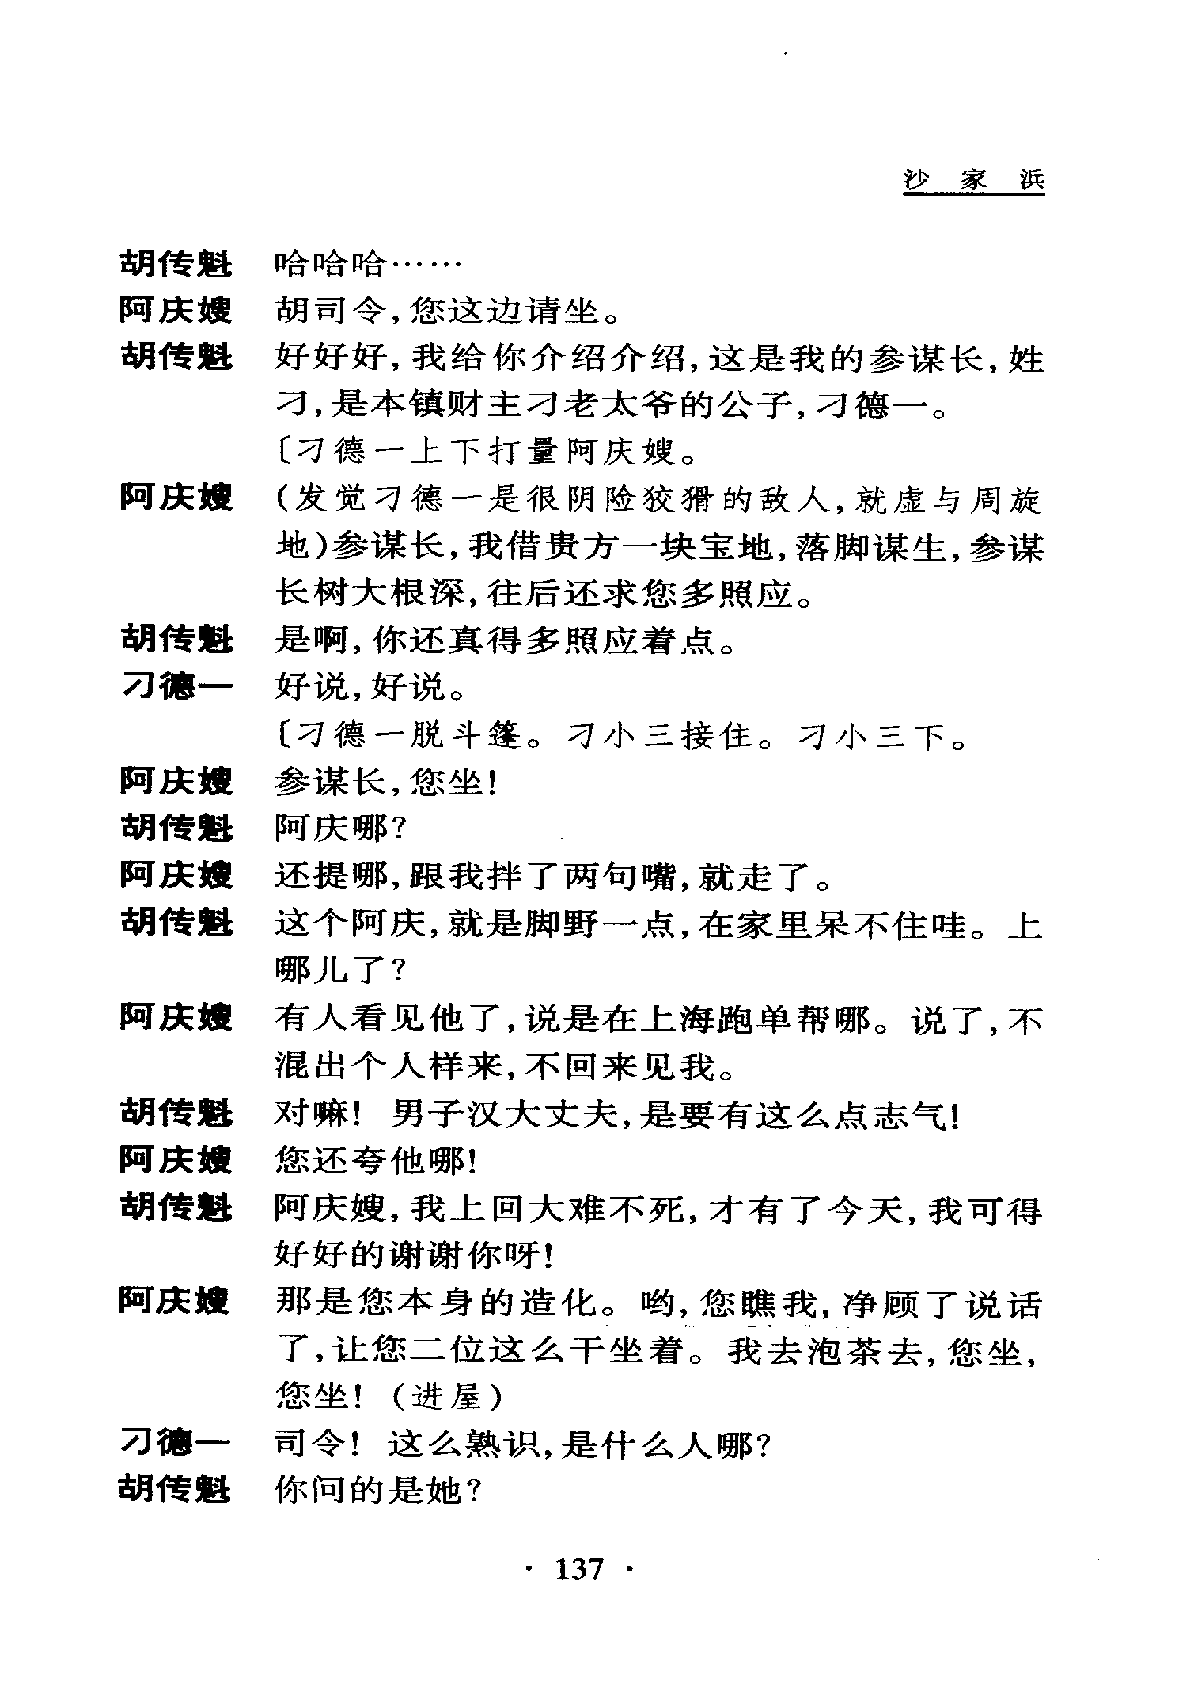 沙家浜
胡传魁 哈哈哈……
阿庆嫂 胡司令,您这边请坐。
胡传魁 好好好,我给你介绍介绍,这是我的参谋长,姓
刁,是本镇财主刁老太爷的公子,刁德一。
〔刁德一上下打量阿庆嫂。
阿庆嫂 (发觉刁德一是很阴险狡猾的敌人,就虚与周旋
地)参谋长,我借贵方一块宝地,落脚谋生,参谋
长树大根深,往后还求您多照应。
胡传魁 是啊,你还真得多照应着点。
刁德一 好说,好说。
〔刁德一脱斗篷。刁小三接住。刁小三下。
阿庆嫂 参谋长,您坐!
胡传魁 阿庆哪?
阿庆嫂 还提哪,跟我拌了两句嘴,就走了。
胡传魁 这个阿庆,就是脚野一点,在家里呆不住哇。上
哪儿了?
阿庆嫂 有人看见他了,说是在上海跑单帮哪。说了,不
混出个人样来,不回来见我。
胡传魁 对嘛! 男子汉大丈夫,是要有这么点志气!
阿庆嫂 您还夸他哪!
胡传魁 阿庆嫂,我上回大难不死,才有了今天,我可得
好好的谢谢你呀!
阿庆嫂 那是您本身的造化。哟,您瞧我,净顾了说话
了,让您二位这么干坐着。我去泡茶去,您坐,
您坐! (进屋)
刁德一 司令! 这么熟识,是什么人哪?
胡传魁 你问的是她?
· 137 ·